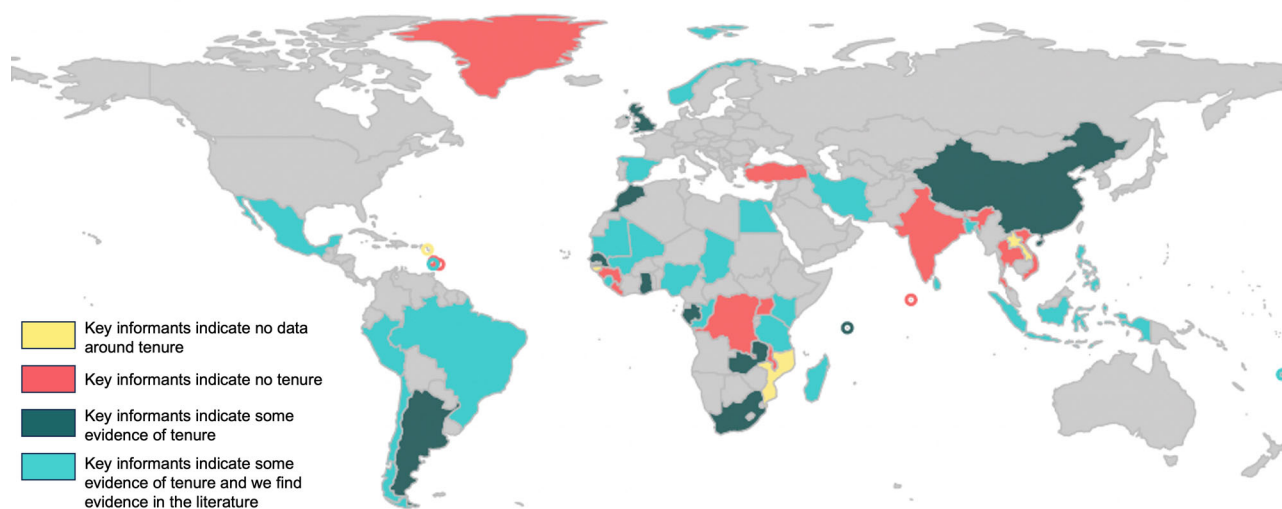 Key informants indicate no data
around tenure
Key informants indicate no tenure
Key informants indicate some
evidence of tenure
Key informants indicate some
evidence of tenure and we find
evidence in the literature